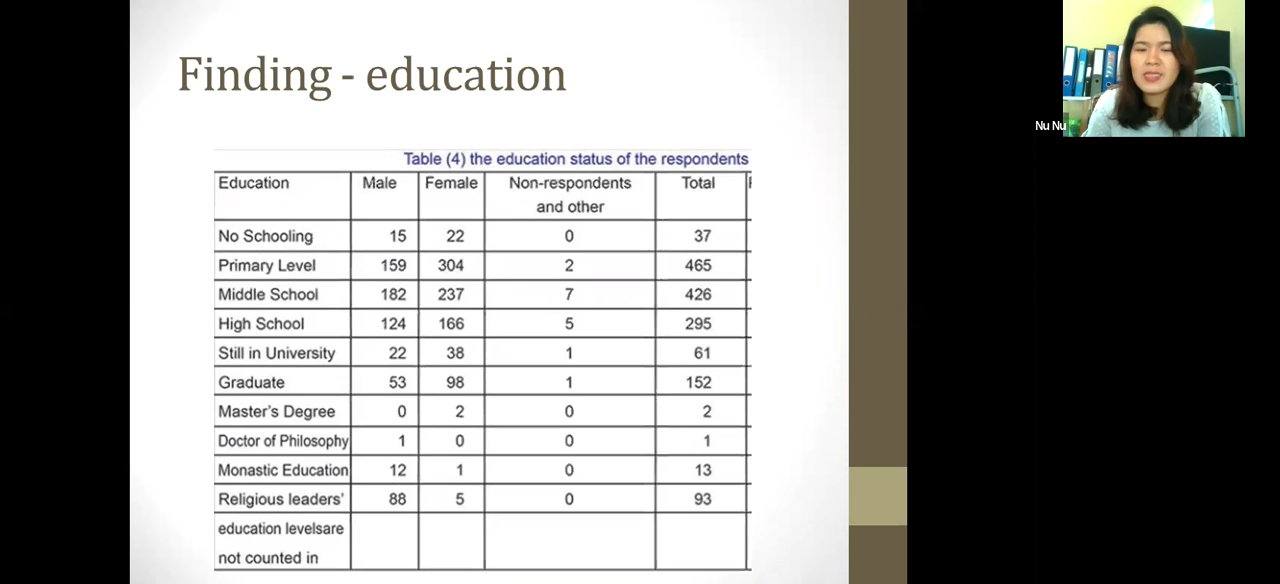 Finding - education
Table (4) the education status of the respondents
Education Male Female Non-respondents and other Total
No Schooling 15 22 0 37
Primary Level 159 304 2 465
Middle School 182 237 7 426
High School 124 166 5 295
Still in University 22 38 1 61
Graduate 53 98 1 152
Master's Degree 0 2 0 2
Doctor of Philosophy 1 0 0 1
Monastic Education 12 1 0 13
Religious leaders' 88 5 0 93
education levelsare
not counted in
Nu Nu